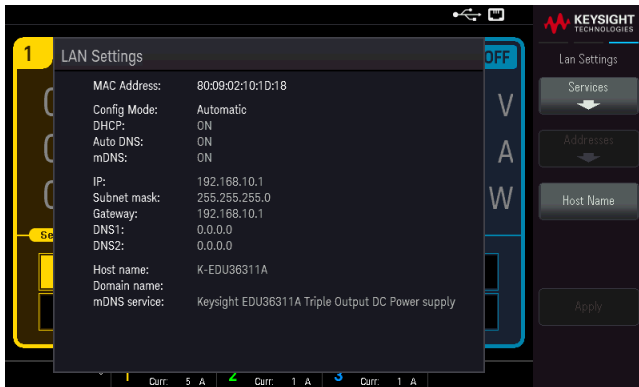 KEYSIGHT
TECHNOLOGIES
1
LAN Settings
OFF
Lan Settings
MAC Address: 80:09:02:10:1D:18
Services
Config Mode: Automatic
V
DHCP: ON
Auto DNS: ON
Addresses
mDNS: ON
A
IP: 192.168.10.1
Subnet mask: 255.255.255.0
W
Host Name
Gateway: 192.168.10.1
DNS1: 0.0.0.0
Se
DNS2: 0.0.0.0
Host name: K-EDU36311A
Domain name:
mDNS service: Keysight EDU36311A Triple Output DC Power supply
Apply
1 Curr: 5 A 2 Curr: 1 A 3 Curr: 1 A